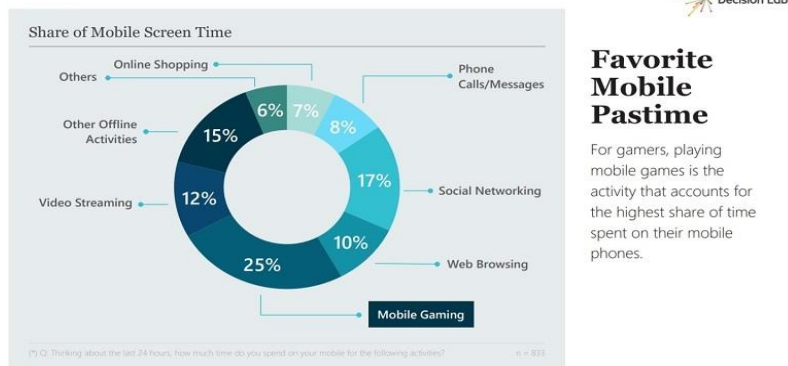 Decision Lab
Share of Mobile Screen Time
Online Shopping
Others
Phone
Calls/Messages
Other Offline
Activities
6%
7%
8%
15%
17%
Video Streaming
12%
Social Networking
10%
25%
Web Browsing
Mobile Gaming
(*) Q: Thinking about the last 24 hours, how much time do you spend on your mobile for the following activities?
n = 833
Favorite
Mobile
Pastime
For gamers, playing
mobile games is the
activity that accounts for
the highest share of time
spent on their mobile
phones.